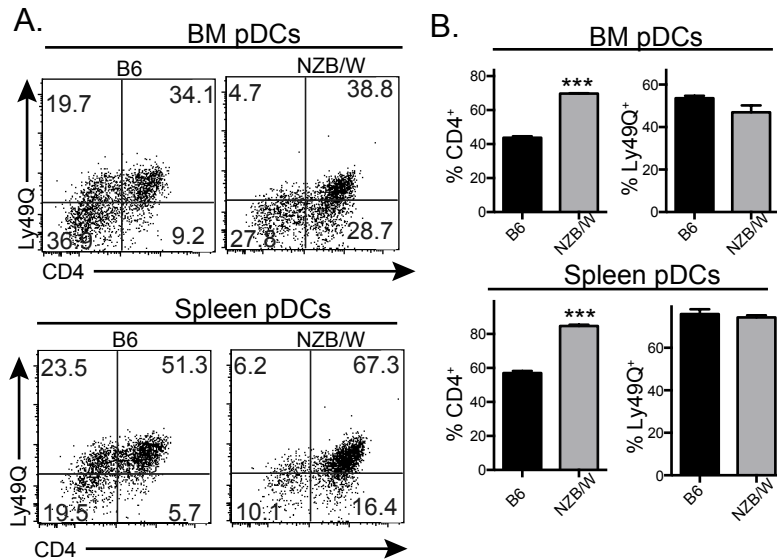 A.
BM pDCs
B6
NZB/W
19.7
34.1
4.7
38.8
36.9
9.2
27.8
28.7
Ly49Q
CD4
Spleen pDCs
B6
NZB/W
23.5
51.3
6.2
67.3
19.5
5.7
10.1
16.4
Ly49Q
CD4
B.
BM pDCs
% CD4+
80
60
40
20
0
***
B6
NZB/W
% Ly49Q+
60
40
20
0
B6
NZB/W
Spleen pDCs
% CD4+
80
60
40
20
0
***
B6
NZB/W
% Ly49Q+
60
40
20
0
B6
NZB/W